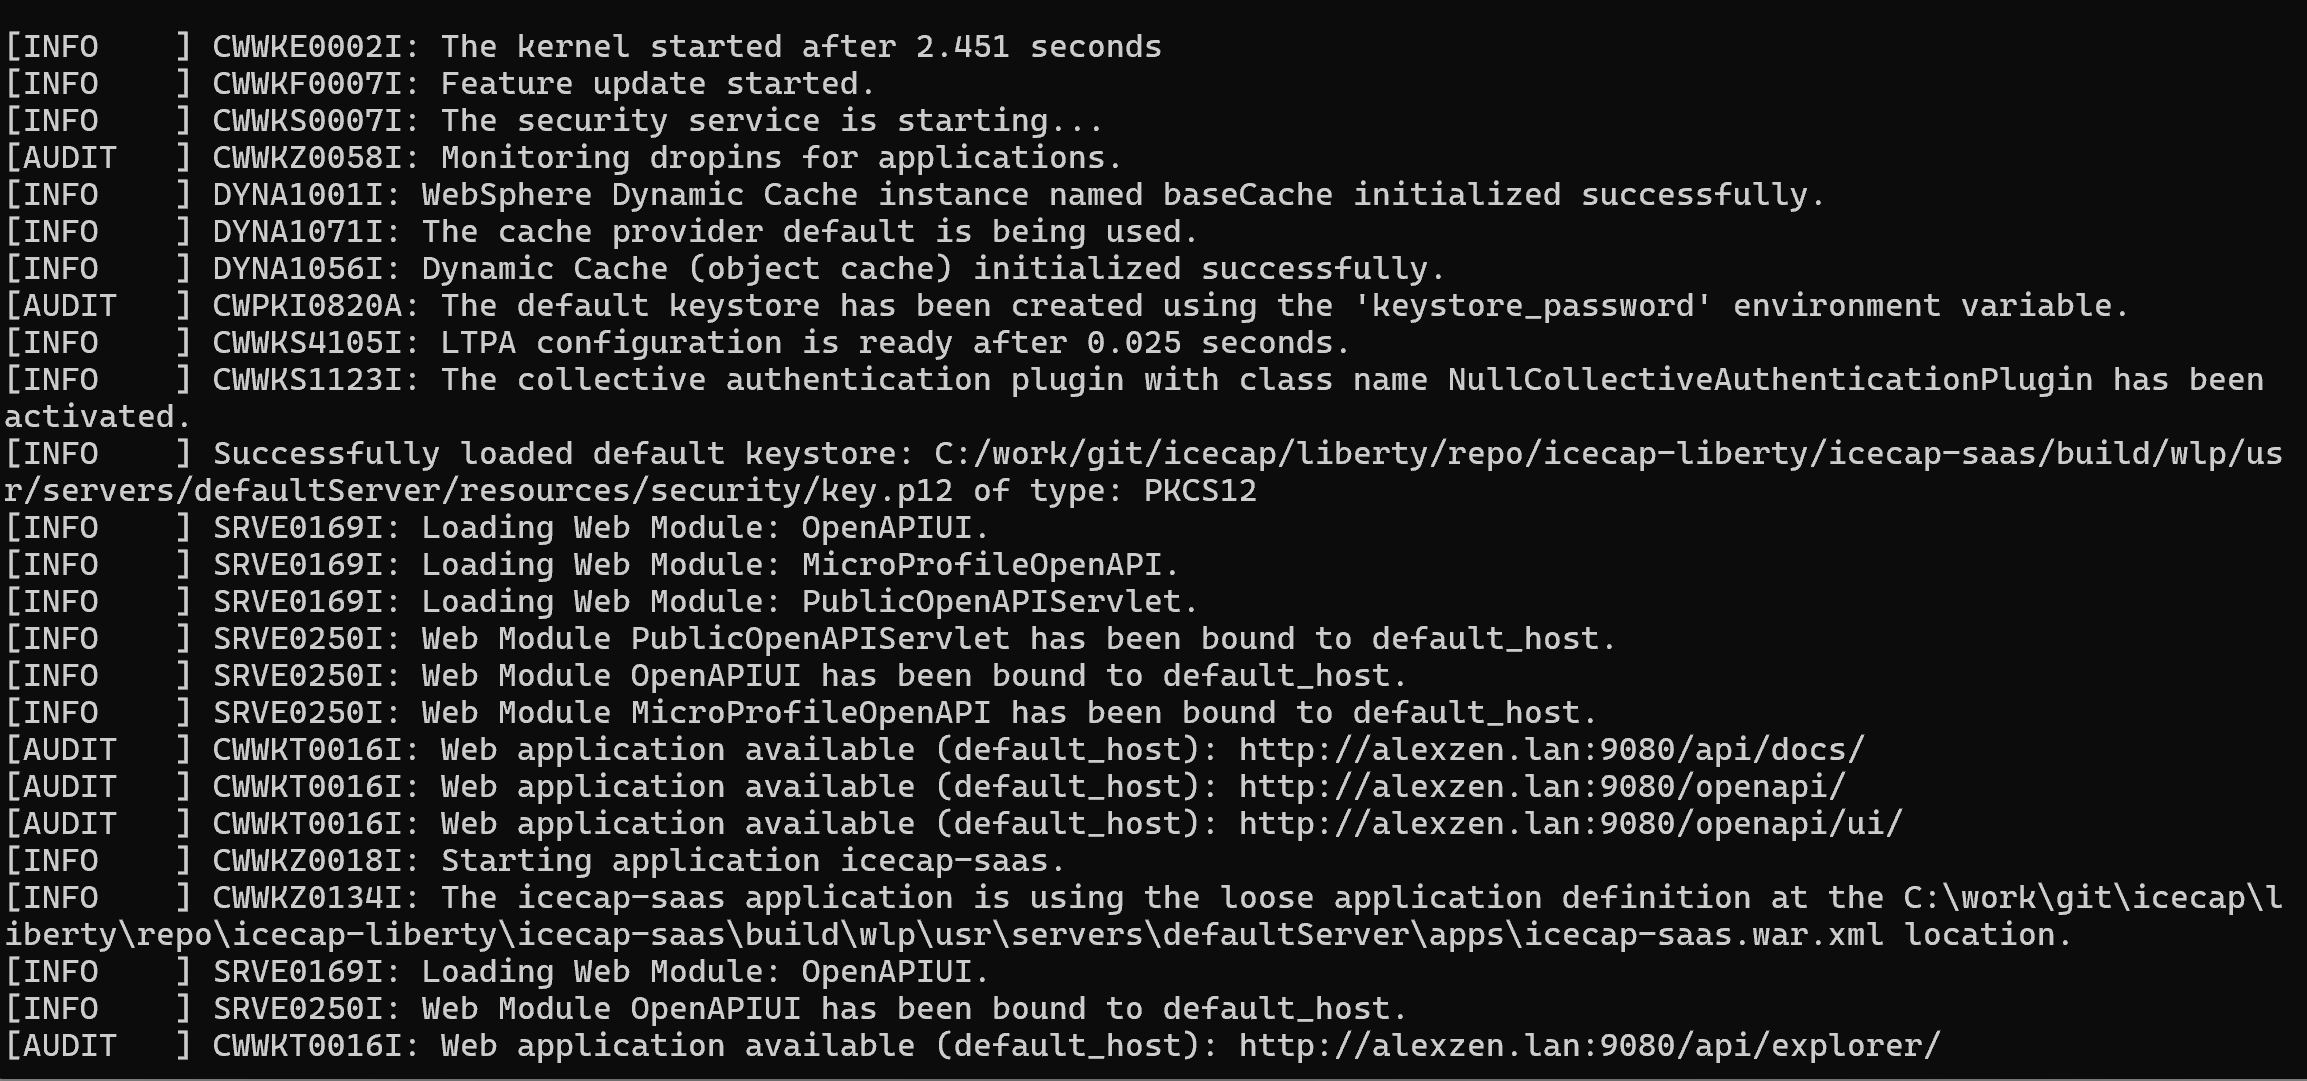 [INFO    ] CWWKE0002I: The kernel started after 2.451 seconds
[INFO    ] CWWKF0007I: Feature update started.
[INFO    ] CWWKS0007I: The security service is starting...
[AUDIT   ] CWWKZ0058I: Monitoring dropins for applications.
[INFO    ] DYNA1001I: WebSphere Dynamic Cache instance named baseCache initialized successfully.
[INFO    ] DYNA1071I: The cache provider default is being used.
[INFO    ] DYNA1056I: Dynamic Cache (object cache) initialized successfully.
[AUDIT   ] CWPKI0820A: The default keystore has been created using the 'keystore_password' environment variable.
[INFO    ] CWWKS4105I: LTPA configuration is ready after 0.025 seconds.
[INFO    ] CWWKS1123I: The collective authentication plugin with class name NullCollectiveAuthenticationPlugin has been
activated.
[INFO    ] Successfully loaded default keystore: C:/work/git/icecap/liberty/repo/icecap-liberty/icecap-saas/build/wlp/us
r/servers/defaultServer/resources/security/key.p12 of type: PKCS12
[INFO    ] SRVE0169I: Loading Web Module: OpenAPIUI.
[INFO    ] SRVE0169I: Loading Web Module: MicroProfileOpenAPI.
[INFO    ] SRVE0169I: Loading Web Module: PublicOpenAPIServlet.
[INFO    ] SRVE0250I: Web Module PublicOpenAPIServlet has been bound to default_host.
[INFO    ] SRVE0250I: Web Module OpenAPIUI has been bound to default_host.
[INFO    ] SRVE0250I: Web Module MicroProfileOpenAPI has been bound to default_host.
[AUDIT   ] CWWKT0016I: Web application available (default_host): http://alexzen.lan:9080/api/docs/
[AUDIT   ] CWWKT0016I: Web application available (default_host): http://alexzen.lan:9080/openapi/
[AUDIT   ] CWWKT0016I: Web application available (default_host): http://alexzen.lan:9080/openapi/ui/
[INFO    ] CWWKZ0018I: Starting application icecap-saas.
[INFO    ] CWWKZ0134I: The icecap-saas application is using the loose application definition at the C:\work\git\icecap\l
iberty\repo\icecap-liberty\icecap-saas\build\wlp\usr\servers\defaultServer\apps\icecap-saas.war.xml location.
[INFO    ] SRVE0169I: Loading Web Module: OpenAPIUI.
[INFO    ] SRVE0250I: Web Module OpenAPIUI has been bound to default_host.
[AUDIT   ] CWWKT0016I: Web application available (default_host): http://alexzen.lan:9080/api/explorer/